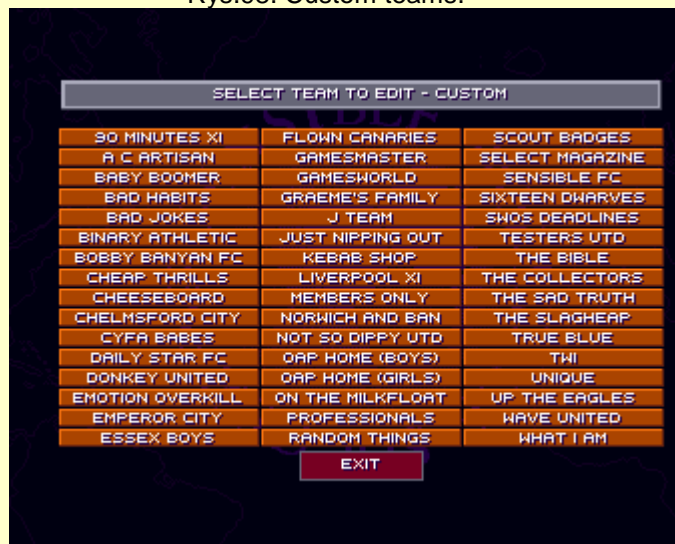 Rys.68: Custom teams.
SELECT TEAM TO EDIT - CUSTOM
90 MINUTES XI FLOWN CANARIES SCOUT BADGES
A C ARTISAN GAMESMASTER SELECT MAGAZINE
BABY BOOMER GAMESWORLD SENSIBLE FC
BAD HABITS GRAEME'S FAMILY SIXTEEN DWARVES
BAD JOKES J TEAM SWOS DEADLINES
BINARY ATHLETIC JUST NIPPING OUT TESTERS UTD
BOBBY BANYAN FC KEBAB SHOP THE BIBLE
CHEAP THRILLS LIVERPOOL XI THE COLLECTORS
CHEESEBOARD MEMBERS ONLY THE SAD TRUTH
CHELMSFORD CITY NORWICH AND BAN THE SLAGHEAP
CYFA BABES NOT SO DIPPY UTD TRUE BLUE
DAILY STAR FC OAP HOME (BOYS) TWI
DONKEY UNITED OAP HOME (GIRLS) UNIQUE
EMOTION OVERKILL ON THE MILKFLOAT UP THE EAGLES
EMPEROR CITY PROFESSIONALS WAVE UNITED
ESSEX BOYS RANDOM THINGS WHAT I AM
EXIT